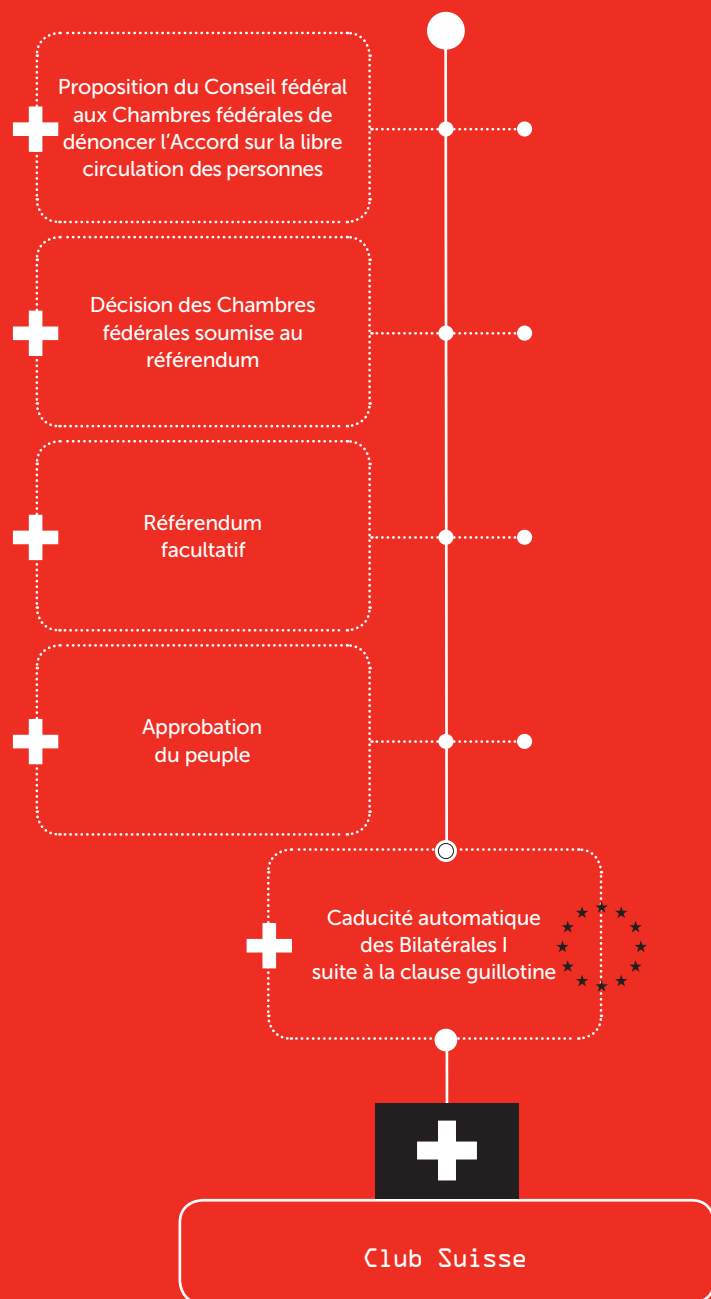 Proposition du Conseil fédéral
aux Chambres fédérales de
dénoncer l’Accord sur la libre
circulation des personnes
Décision des Chambres
fédérales soumise au
référendum
Référendum
facultatif
Approbation
du peuple
Caducité automatique
des Bilatérales I
suite à la clause guillotine
Club Suisse